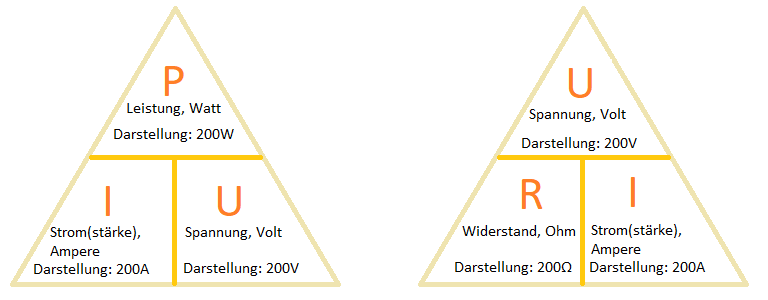 P
Leistung, Watt
Darstellung: 200W
I
Strom(stärke),
Ampere
Darstellung: 200A
U
Spannung, Volt
Darstellung: 200V
U
Spannung, Volt
Darstellung: 200V
R
Widerstand, Ohm
Darstellung: 200Ω
I
Strom(stärke),
Ampere
Darstellung: 200A